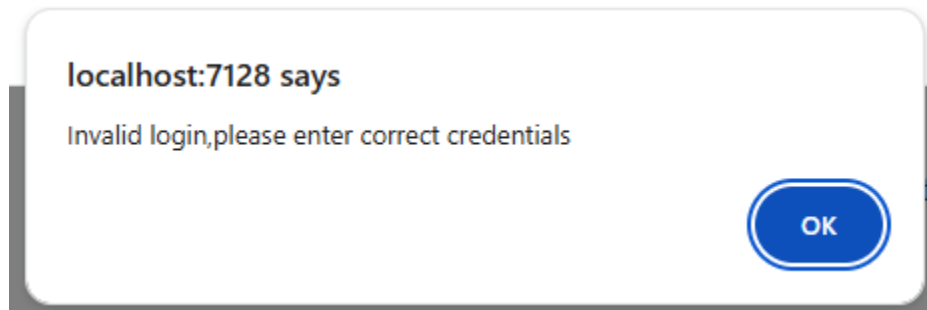 localhost:7128 says
Invalid login,please enter correct credentials
OK